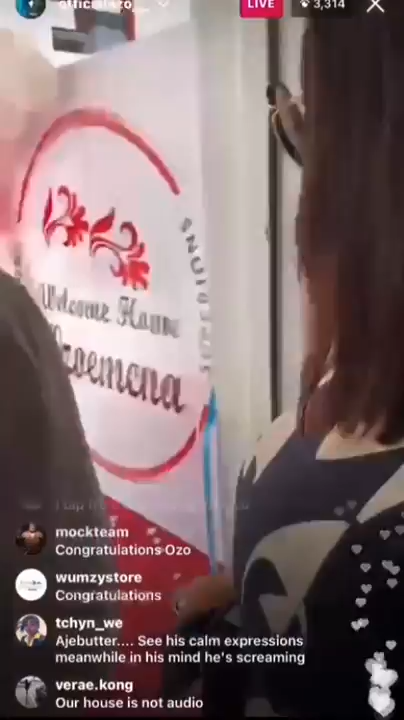 LIVE
3,314
Welcome Home
Ozoemena
mockteam
Congratulations Ozo
wumzystore
Congratulations
tchyn_we
Ajebutter.... See his calm expressions
meanwhile in his mind he's screaming
verae.kong
Our house is not audio